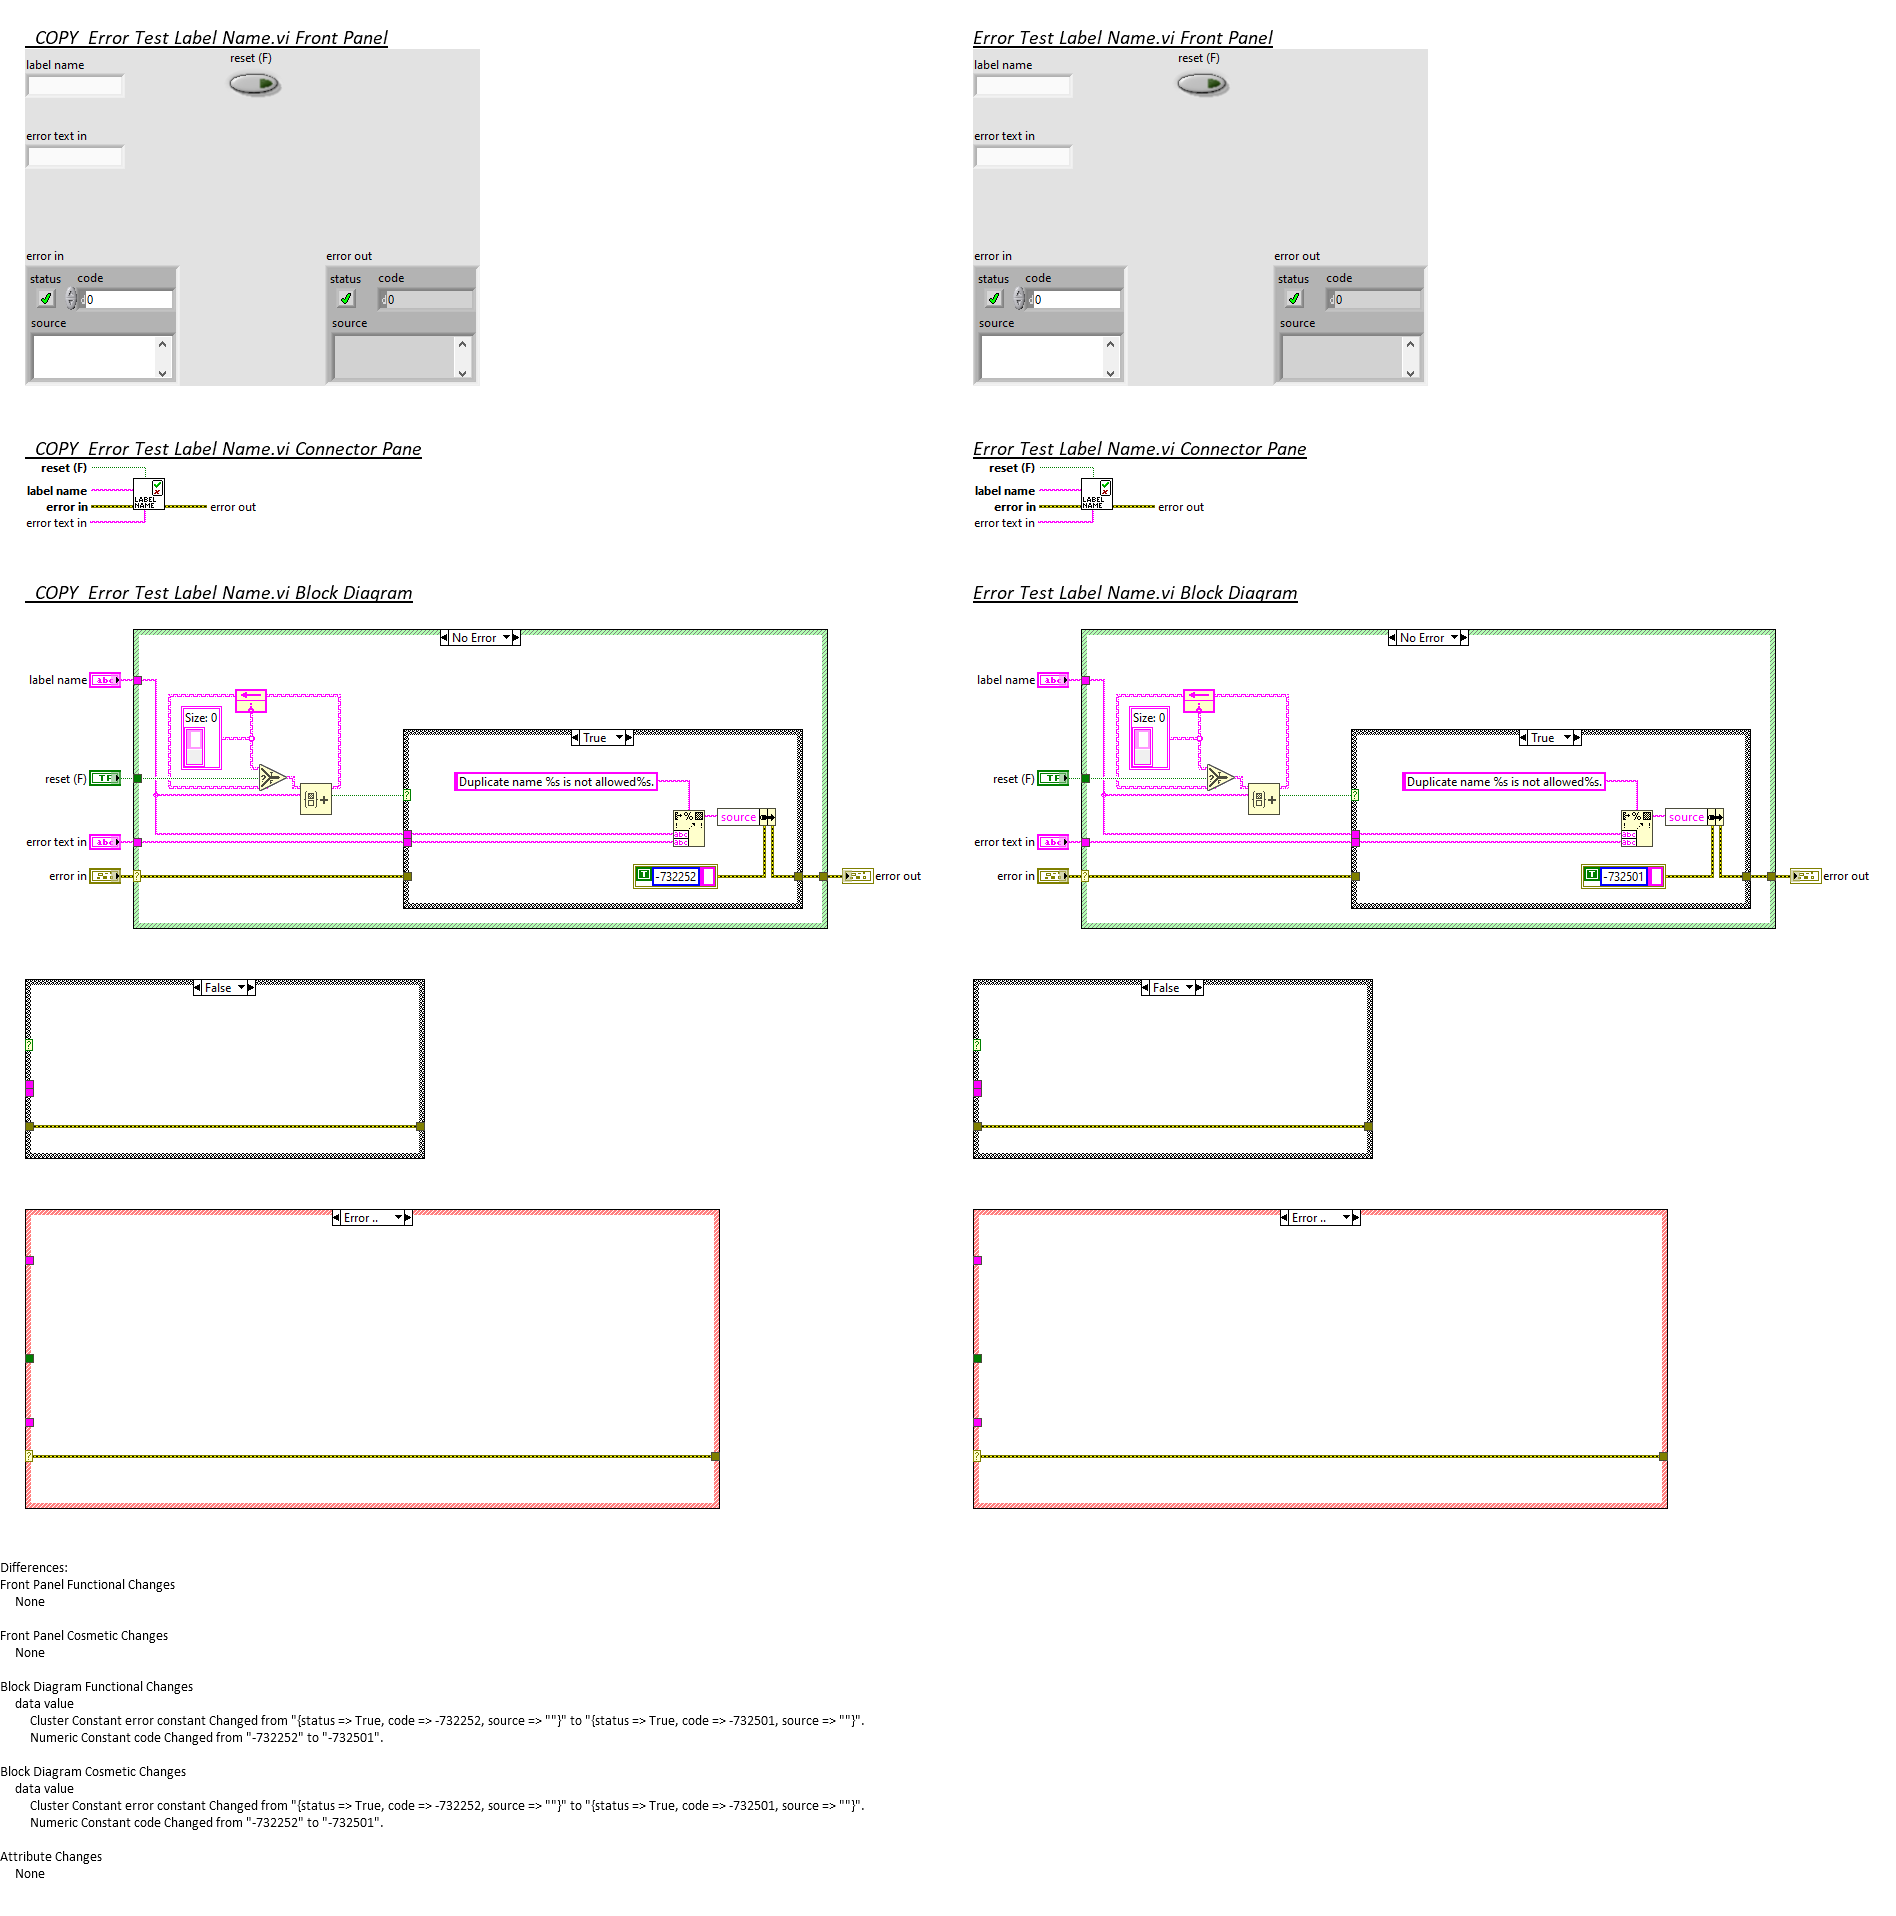 COPY Error Test Label Name.vi Front Panel
label name
reset (F)
error text in
error in
status
code
0
source
error out
status
code
0
source
Error Test Label Name.vi Front Panel
label name
reset (F)
error text in
error in
status
code
0
source
error out
status
code
0
source
COPY Error Test Label Name.vi Connector Pane
reset (F)
label name
error in
error text in
LABEL
NAME
error out
Error Test Label Name.vi Connector Pane
reset (F)
label name
error in
error text in
LABEL
NAME
error out
COPY Error Test Label Name.vi Block Diagram
No Error
label name
abc
Size: 0
True
reset (F)
TF
Duplicate name %s is not allowed%s.
source
abc
abc
error text in
abc
error in
T
-732252
error out
False
Error ..
Error Test Label Name.vi Block Diagram
No Error
label name
abc
Size: 0
True
reset (F)
TF
Duplicate name %s is not allowed%s.
source
abc
abc
error text in
abc
error in
T
-732501
error out
False
Error ..
Differences:
Front Panel Functional Changes
None
Front Panel Cosmetic Changes
None
Block Diagram Functional Changes
data value
Cluster Constant error constant Changed from "{status => True, code => -732252, source => ""}" to "{status => True, code => -732501, source => ""}".
Numeric Constant code Changed from "-732252" to "-732501".
Block Diagram Cosmetic Changes
data value
Cluster Constant error constant Changed from "{status => True, code => -732252, source => ""}" to "{status => True, code => -732501, source => ""}".
Numeric Constant code Changed from "-732252" to "-732501".
Attribute Changes
None